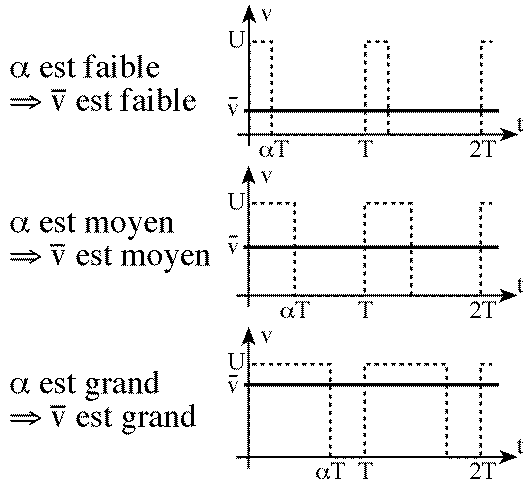 v
U
α est faible
⇒ v̄ est faible
v̄
t
αT T 2T
v
U
α est moyen
⇒ v̄ est moyen
v̄
t
αT T 2T
v
U
v̄
α est grand
⇒ v̄ est grand
t
αT T 2T